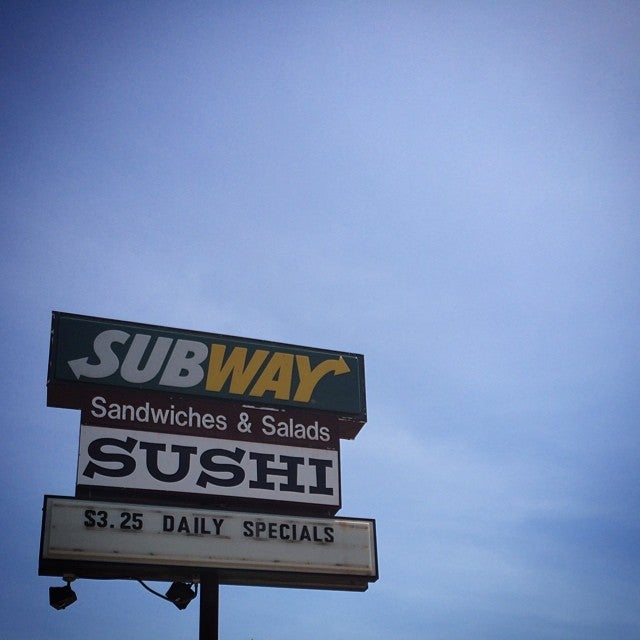 SUBWAY
Sandwiches & Salads
SUSHI
$3.25 DAILY SPECIALS